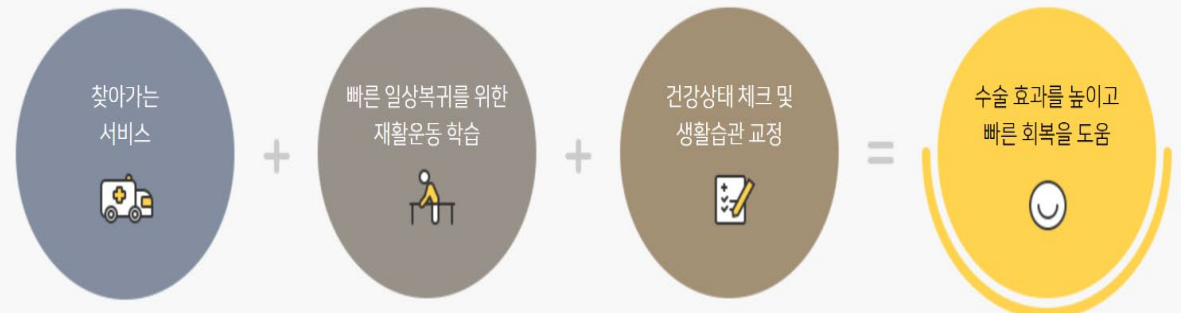 찾아가는
서비스
+
빠른 일상복귀를 위한
재활운동 학습
+
건강상태 체크 및
생활습관 교정
=
수술 효과를 높이고
빠른 회복을 도움